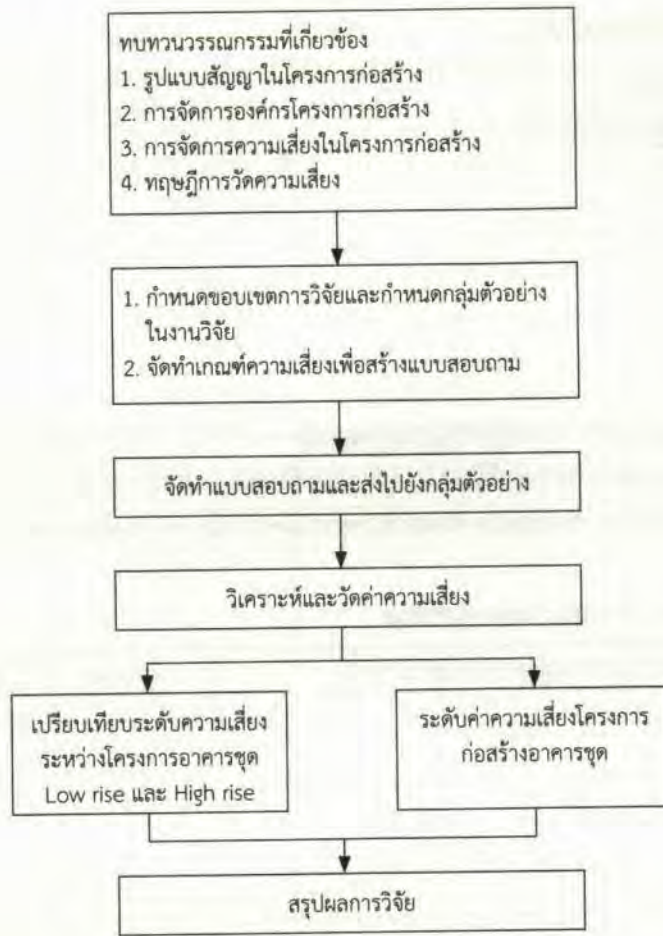 ทบทวนวรรณกรรมที่เกี่ยวข้อง
1. รูปแบบสัญญาในโครงการก่อสร้าง
2. การจัดการองค์กรโครงการก่อสร้าง
3. การจัดการความเสี่ยงในโครงการก่อสร้าง
4. ทฤษฎีการวัดความเสี่ยง
1. กำหนดขอบเขตการวิจัยและกำหนดกลุ่มตัวอย่าง
ในงานวิจัย
2. จัดทำเกณฑ์ความเสี่ยงเพื่อสร้างแบบสอบถาม
จัดทำแบบสอบถามและส่งไปยังกลุ่มตัวอย่าง
วิเคราะห์และวัดค่าความเสี่ยง
เปรียบเทียบระดับความเสี่ยง
ระหว่างโครงการอาคารชุด
Low rise และ High rise
ระดับค่าความเสี่ยงโครงการ
ก่อสร้างอาคารชุด
สรุปผลการวิจัย